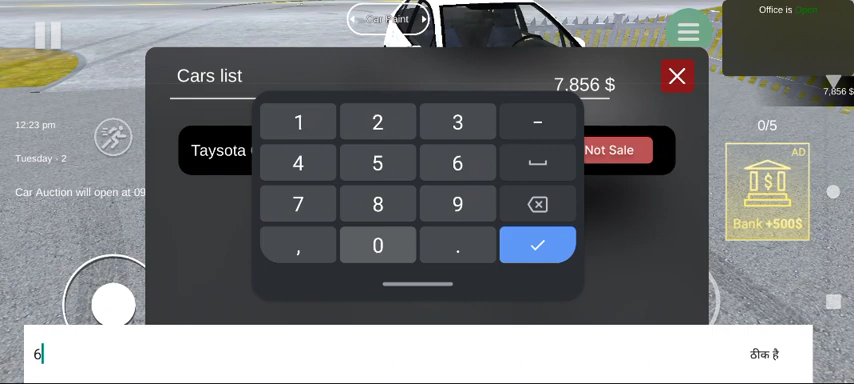 Car Paint
Office is Open
Cars list
7,856 $
7,856 $
1 2 3 -
12:23 pm
0/5
Taysota
Not Sale
AD
4 5 6
Tuesday - 2
Car Auction will open at 09
7 8 9
Bank +500$
, 0 .
6
ठीक है